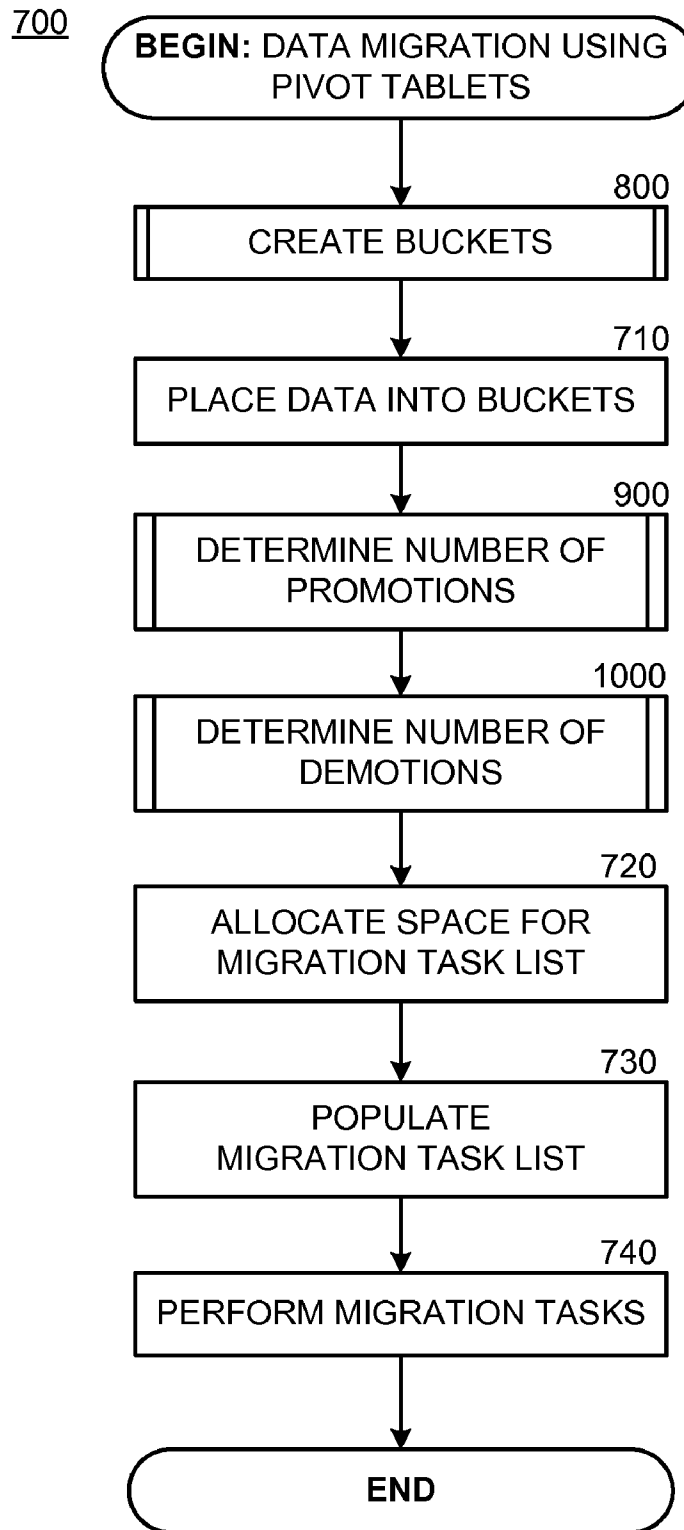 700
BEGIN: DATA MIGRATION USING
PIVOT TABLETS
800
CREATE BUCKETS
710
PLACE DATA INTO BUCKETS
900
DETERMINE NUMBER OF
PROMOTIONS
1000
DETERMINE NUMBER OF
DEMOTIONS
720
ALLOCATE SPACE FOR
MIGRATION TASK LIST
730
POPULATE
MIGRATION TASK LIST
740
PERFORM MIGRATION TASKS
END